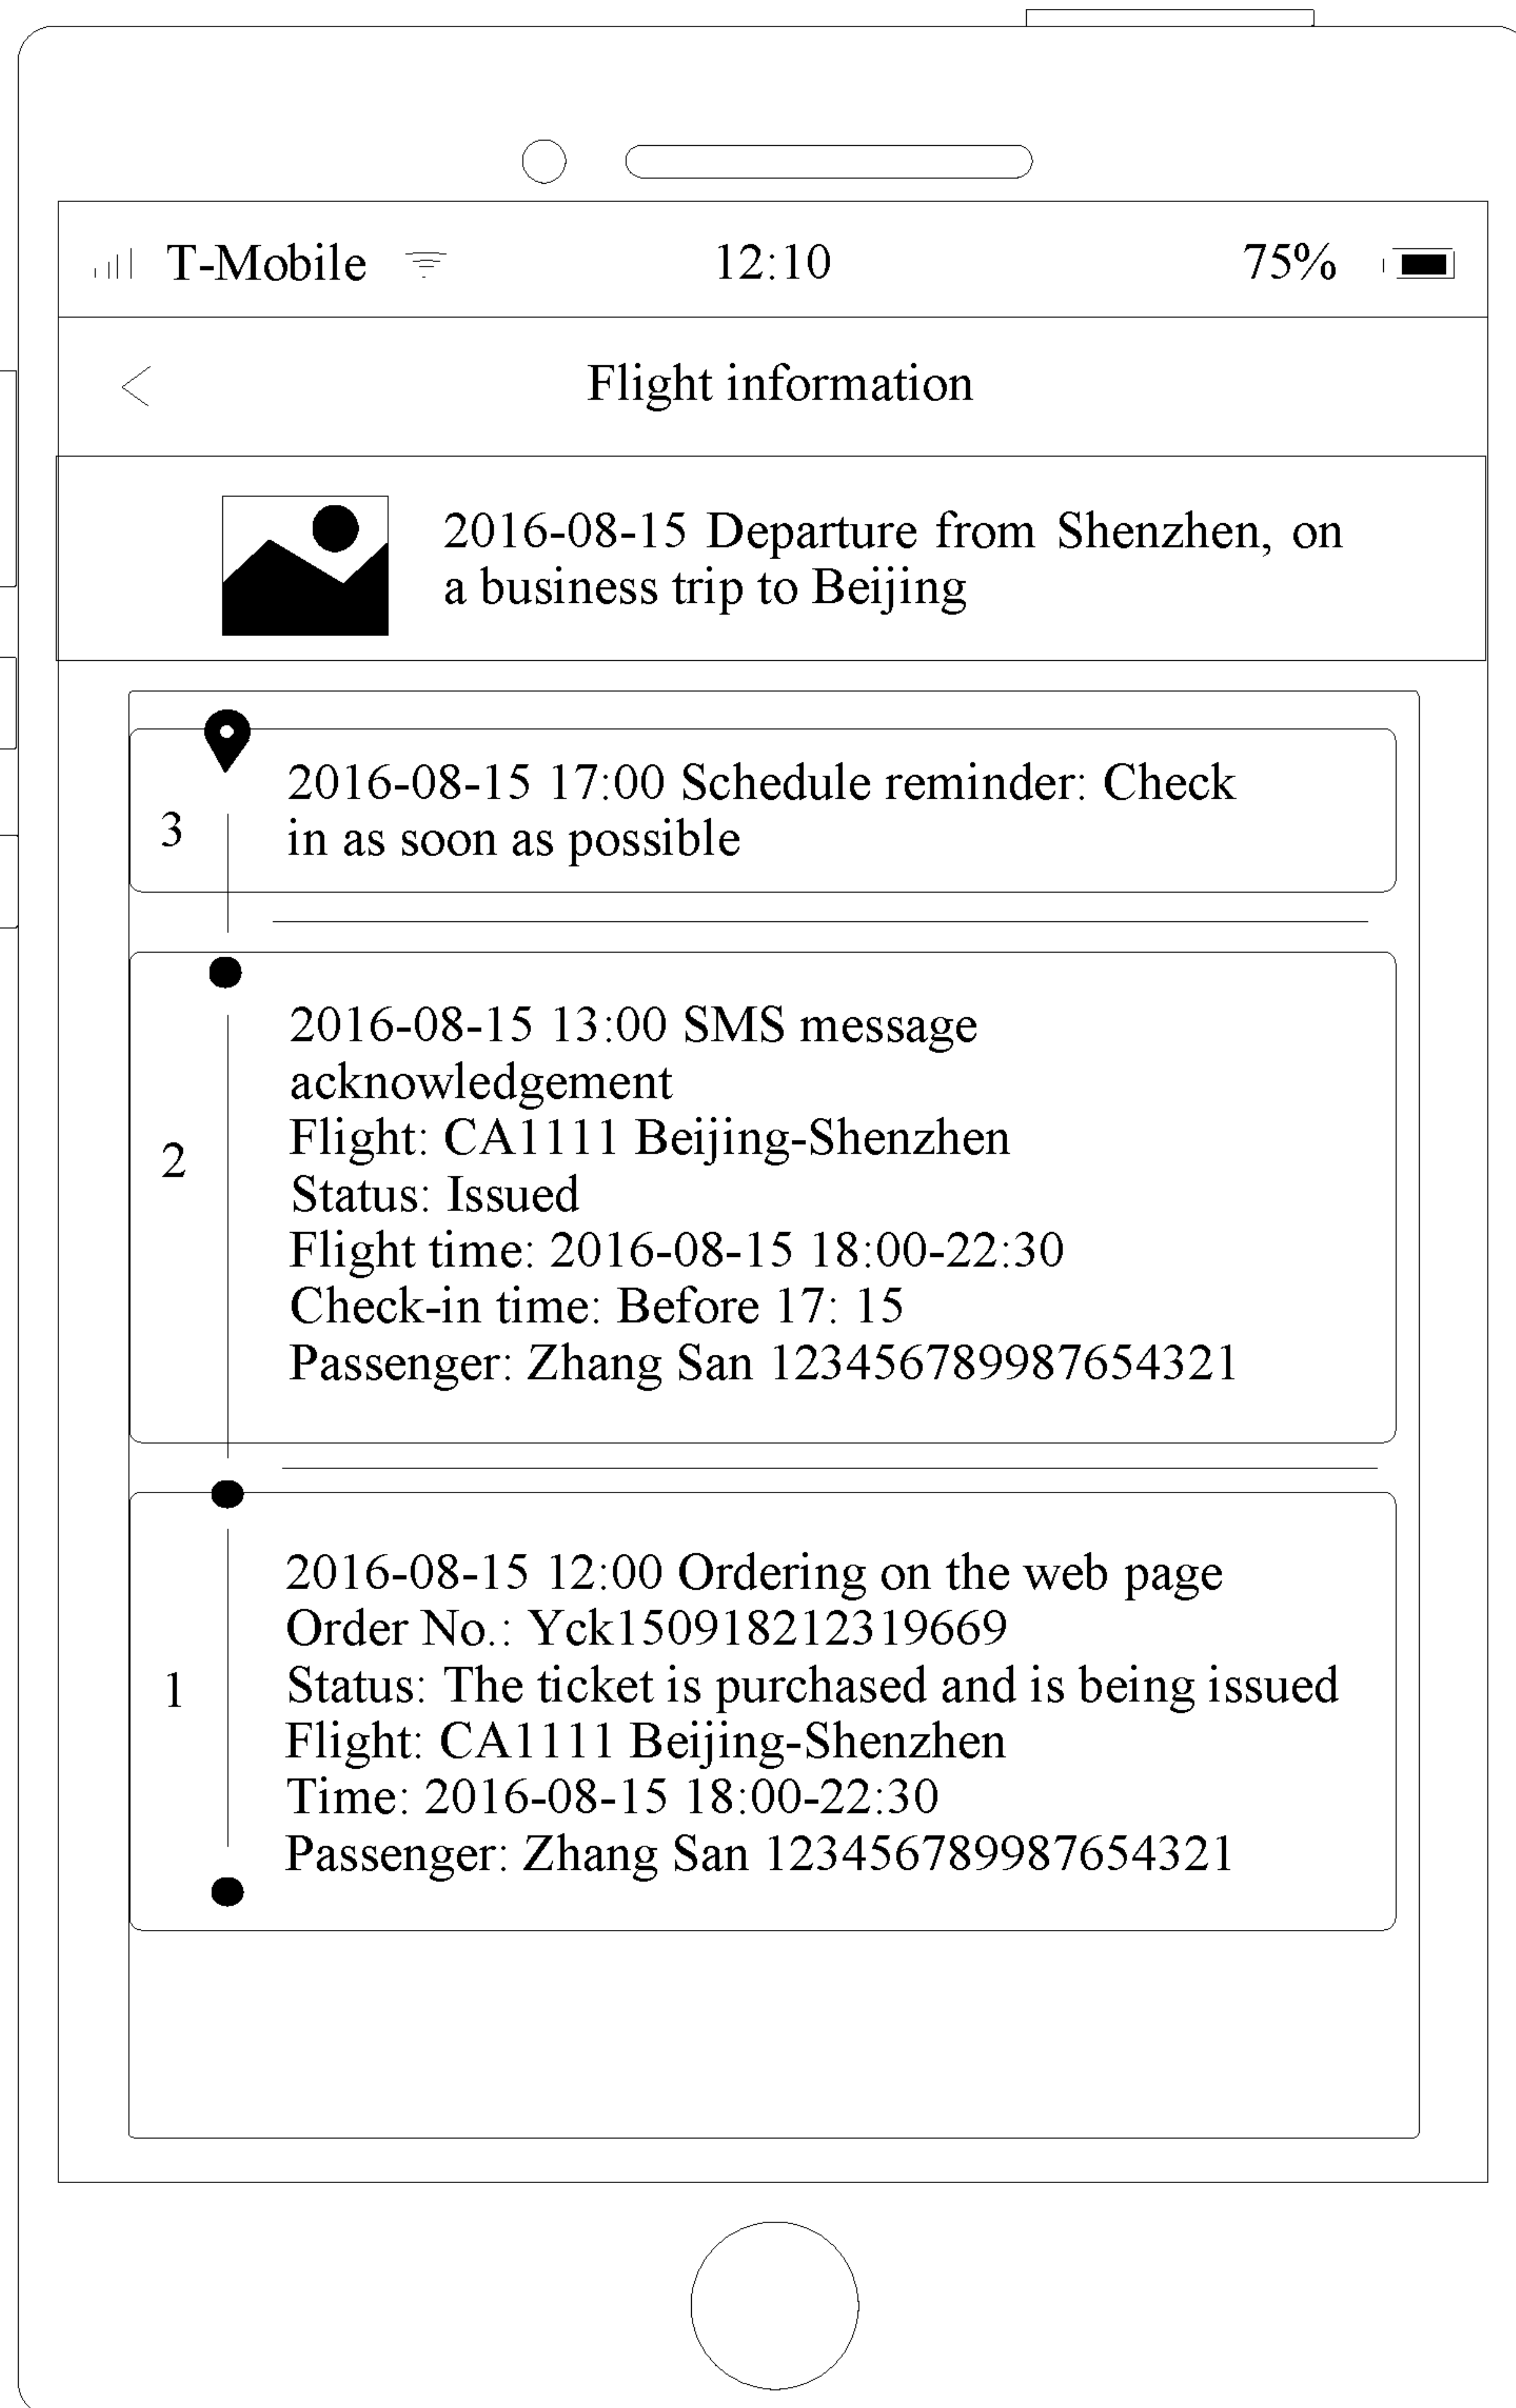 T-Mobile 12:10 75%
Flight information
2016-08-15 Departure from Shenzhen, on
a business trip to Beijing
2016-08-15 17:00 Schedule reminder: Check
3
in as soon as possible
2016-08-15 13:00 SMS message
acknowledgement
Flight: CA1111 Beijing-Shenzhen
2
Status: Issued
Flight time: 2016-08-15 18:00-22:30
Check-in time: Before 17: 15
Passenger: Zhang San 123456789987654321
2016-08-15 12:00 Ordering on the web page
Order No.: Yck150918212319669
1
Status: The ticket is purchased and is being issued
Flight: CA1111 Beijing-Shenzhen
Time: 2016-08-15 18:00-22:30
Passenger: Zhang San 123456789987654321